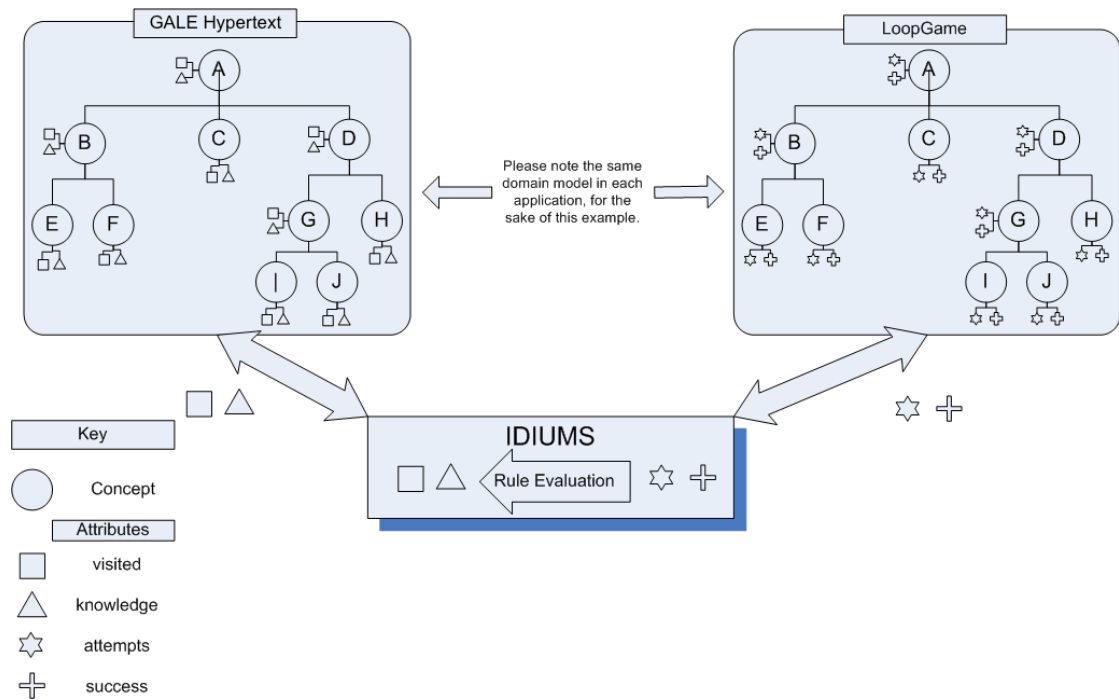 GALE Hypertext
A
B
C
D
E
F
G
H
|
J
LoopGame
A
B
C
D
E
F
G
H
I
J
Please note the same
domain model in each
application, for the
sake of this example.
IDIUMS
Rule Evaluation
Key
Concept
Attributes
visited
knowledge
attempts
success